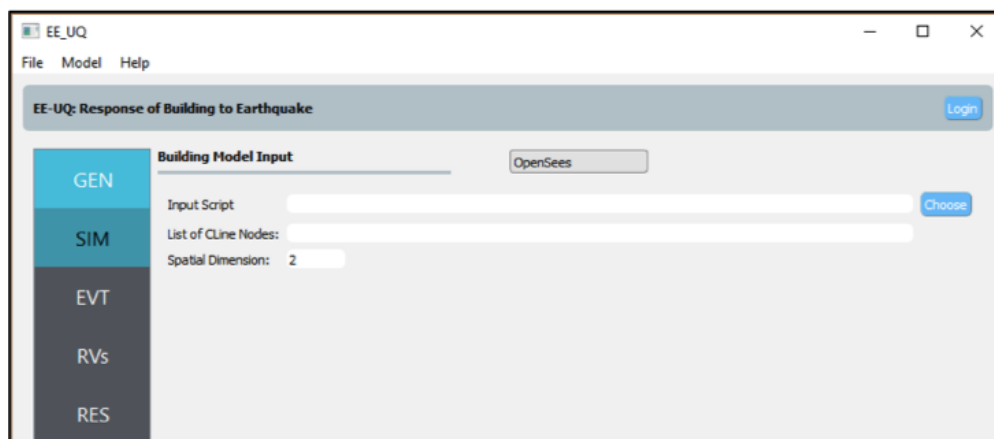 EE_UQ
File Model Help
EE-UQ: Response of Building to Earthquake
Login
GEN
Building Model Input
OpenSees
Input Script
Choose
SIM
List of CLine Nodes:
Spatial Dimension: 2
EVT
RVs
RES